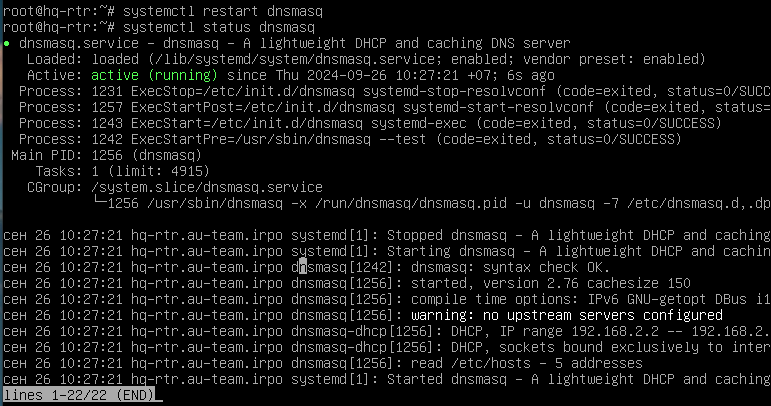 root@hq-rtr:~# systemctl restart dnsmasq
root@hq-rtr:~# systemctl status dnsmasq
● dnsmasq.service - dnsmasq - A lightweight DHCP and caching DNS server
Loaded: loaded (/lib/systemd/system/dnsmasq.service; enabled; vendor preset: enabled)
Active: active (running) since Thu 2024-09-26 10:27:21 +07; 6s ago
Process: 1231 ExecStop=/etc/init.d/dnsmasq systemd-stop-resolvconf (code=exited, status=0/SUCC
Process: 1257 ExecStartPost=/etc/init.d/dnsmasq systemd-start-resolvconf (code=exited, status=
Process: 1243 ExecStart=/etc/init.d/dnsmasq systemd-exec (code=exited, status=0/SUCCESS)
Process: 1242 ExecStartPre=/usr/sbin/dnsmasq --test (code=exited, status=0/SUCCESS)
Main PID: 1256 (dnsmasq)
Tasks: 1 (limit: 4915)
CGroup: /system.slice/dnsmasq.service
└─1256 /usr/sbin/dnsmasq -x /run/dnsmasq/dnsmasq.pid -u dnsmasq -7 /etc/dnsmasq.d,.dp
сен 26 10:27:21 hq-rtr.au-team.irpo systemd[1]: Stopped dnsmasq - A lightweight DHCP and caching
сен 26 10:27:21 hq-rtr.au-team.irpo systemd[1]: Starting dnsmasq - A lightweight DHCP and cachin
сен 26 10:27:21 hq-rtr.au-team.irpo dnsmasq[1242]: dnsmasq: syntax check OK.
сен 26 10:27:21 hq-rtr.au-team.irpo dnsmasq[1256]: started, version 2.76 cachesize 150
сен 26 10:27:21 hq-rtr.au-team.irpo dnsmasq[1256]: compile time options: IPv6 GNU-getopt DBus i1
сен 26 10:27:21 hq-rtr.au-team.irpo dnsmasq[1256]: warning: no upstream servers configured
сен 26 10:27:21 hq-rtr.au-team.irpo dnsmasq-dhcp[1256]: DHCP, IP range 192.168.2.2 -- 192.168.2.
сен 26 10:27:21 hq-rtr.au-team.irpo dnsmasq-dhcp[1256]: DHCP, sockets bound exclusively to inter
сен 26 10:27:21 hq-rtr.au-team.irpo dnsmasq[1256]: read /etc/hosts - 5 addresses
сен 26 10:27:21 hq-rtr.au-team.irpo systemd[1]: Started dnsmasq - A lightweight DHCP and caching
lines 1-22/22 (END)